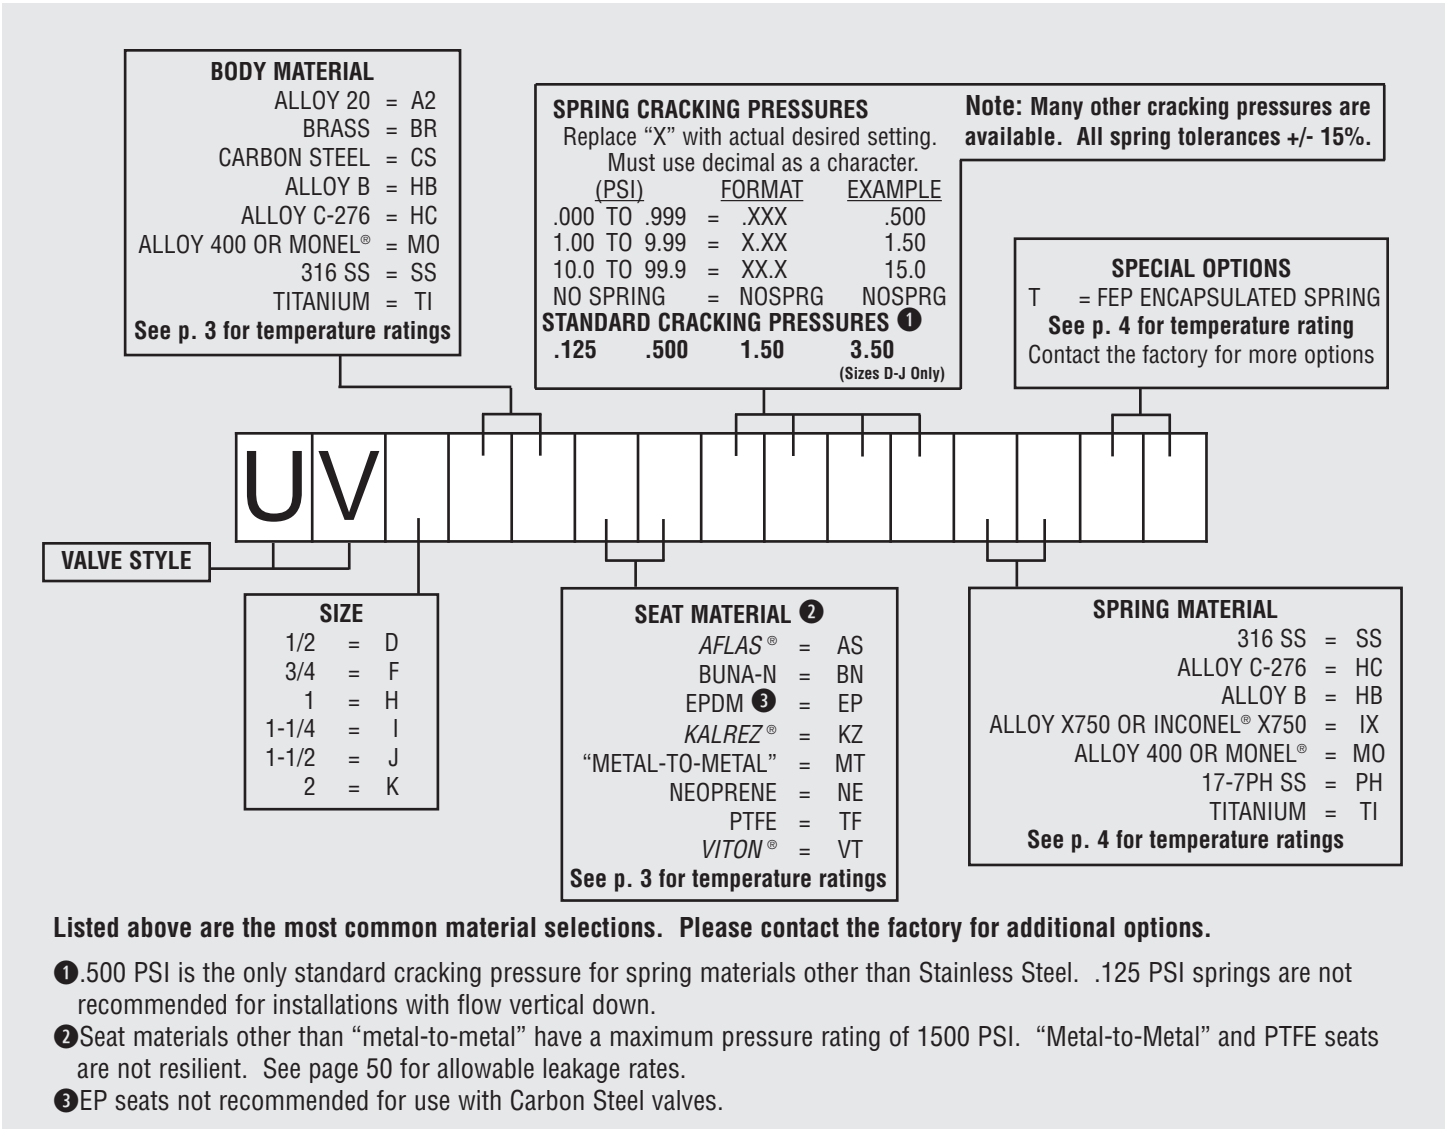 BODY MATERIAL
ALLOY 20 = A2
BRASS = BR
CARBON STEEL = CS
ALLOY B = HB
ALLOY C-276 = HC
ALLOY 400 OR MONEL® = MO
316 SS = SS
TITANIUM = TI
See p. 3 for temperature ratings
SPRING CRACKING PRESSURES
Replace “X” with actual desired setting.
Must use decimal as a character.
(PSI) FORMAT EXAMPLE
.000 TO .999 = .XXX .500
1.00 TO 9.99 = X.XX 1.50
10.0 TO 99.9 = XX.X 15.0
NO SPRING = NOSPRG NOSPRG
STANDARD CRACKING PRESSURES ❶
.125 .500 1.50 3.50
(Sizes D-J Only)
Note: Many other cracking pressures are
available. All spring tolerances +/- 15%.
SPECIAL OPTIONS
T = FEP ENCAPSULATED SPRING
See p. 4 for temperature rating
Contact the factory for more options
UV
VALVE STYLE
SIZE
1/2 = D
3/4 = F
1 = H
1-1/4 = I
1-1/2 = J
2 = K
SEAT MATERIAL ❷
AFLAS® = AS
BUNA-N = BN
EPDM ❸ = EP
KALREZ® = KZ
“METAL-TO-METAL” = MT
NEOPRENE = NE
PTFE = TF
VITON® = VT
See p. 3 for temperature ratings
SPRING MATERIAL
316 SS = SS
ALLOY C-276 = HC
ALLOY B = HB
ALLOY X750 OR INCONEL® X750 = IX
ALLOY 400 OR MONEL® = MO
17-7PH SS = PH
TITANIUM = TI
See p. 4 for temperature ratings
Listed above are the most common material selections. Please contact the factory for additional options.
❶.500 PSI is the only standard cracking pressure for spring materials other than Stainless Steel. .125 PSI springs are not
recommended for installations with flow vertical down.
❷Seat materials other than “metal-to-metal” have a maximum pressure rating of 1500 PSI. “Metal-to-Metal” and PTFE seats
are not resilient. See page 50 for allowable leakage rates.
❸EP seats not recommended for use with Carbon Steel valves.